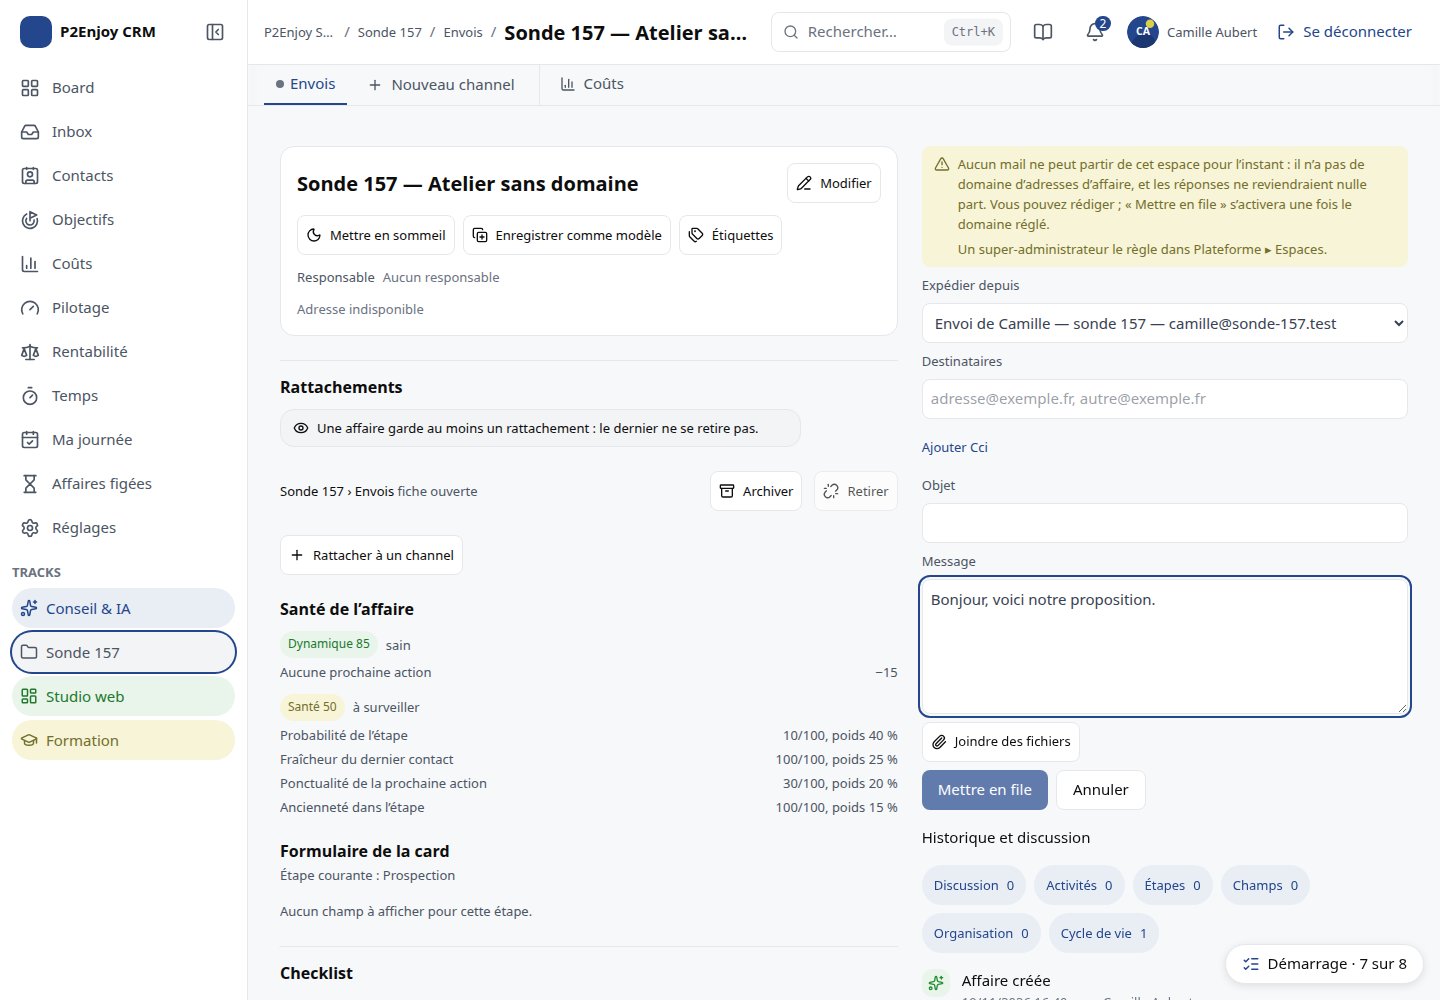 P2Enjoy CRM
P2Enjoy S... / Sonde 157 / Envois / Sonde 157 — Atelier sa...
Rechercher... Ctrl+K
2
CA
Camille Aubert
Se déconnecter
Board
Inbox
Contacts
Objectifs
Coûts
Pilotage
Rentabilité
Temps
Ma journée
Affaires figées
Réglages
TRACKS
Conseil & IA
Sonde 157
Studio web
Formation
Envois
Nouveau channel
Coûts
Sonde 157 — Atelier sans domaine
Modifier
Mettre en sommeil
Enregistrer comme modèle
Étiquettes
Responsable Aucun responsable
Adresse indisponible
Rattachements
Une affaire garde au moins un rattachement : le dernier ne se retire pas.
Sonde 157 › Envois fiche ouverte
Archiver
Retirer
Rattacher à un channel
Santé de l’affaire
Dynamique 85 sain
Aucune prochaine action −15
Santé 50 à surveiller
Probabilité de l’étape 10/100, poids 40 %
Fraîcheur du dernier contact 100/100, poids 25 %
Ponctualité de la prochaine action 30/100, poids 20 %
Ancienneté dans l’étape 100/100, poids 15 %
Formulaire de la card
Étape courante : Prospection
Aucun champ à afficher pour cette étape.
Checklist
Aucun mail ne peut partir de cet espace pour l’instant : il n’a pas de
domaine d’adresses d’affaire, et les réponses ne reviendraient nulle
part. Vous pouvez rédiger ; « Mettre en file » s’activera une fois le
domaine réglé.
Un super-administrateur le règle dans Plateforme ▸ Espaces.
Expédier depuis
Envoi de Camille — sonde 157 — camille@sonde-157.test
Destinataires
adresse@exemple.fr, autre@exemple.fr
Ajouter Cci
Objet
Message
Bonjour, voici notre proposition.
Joindre des fichiers
Mettre en file
Annuler
Historique et discussion
Discussion 0
Activités 0
Étapes 0
Champs 0
Organisation 0
Cycle de vie 1
Affaire créée
Démarrage · 7 sur 8